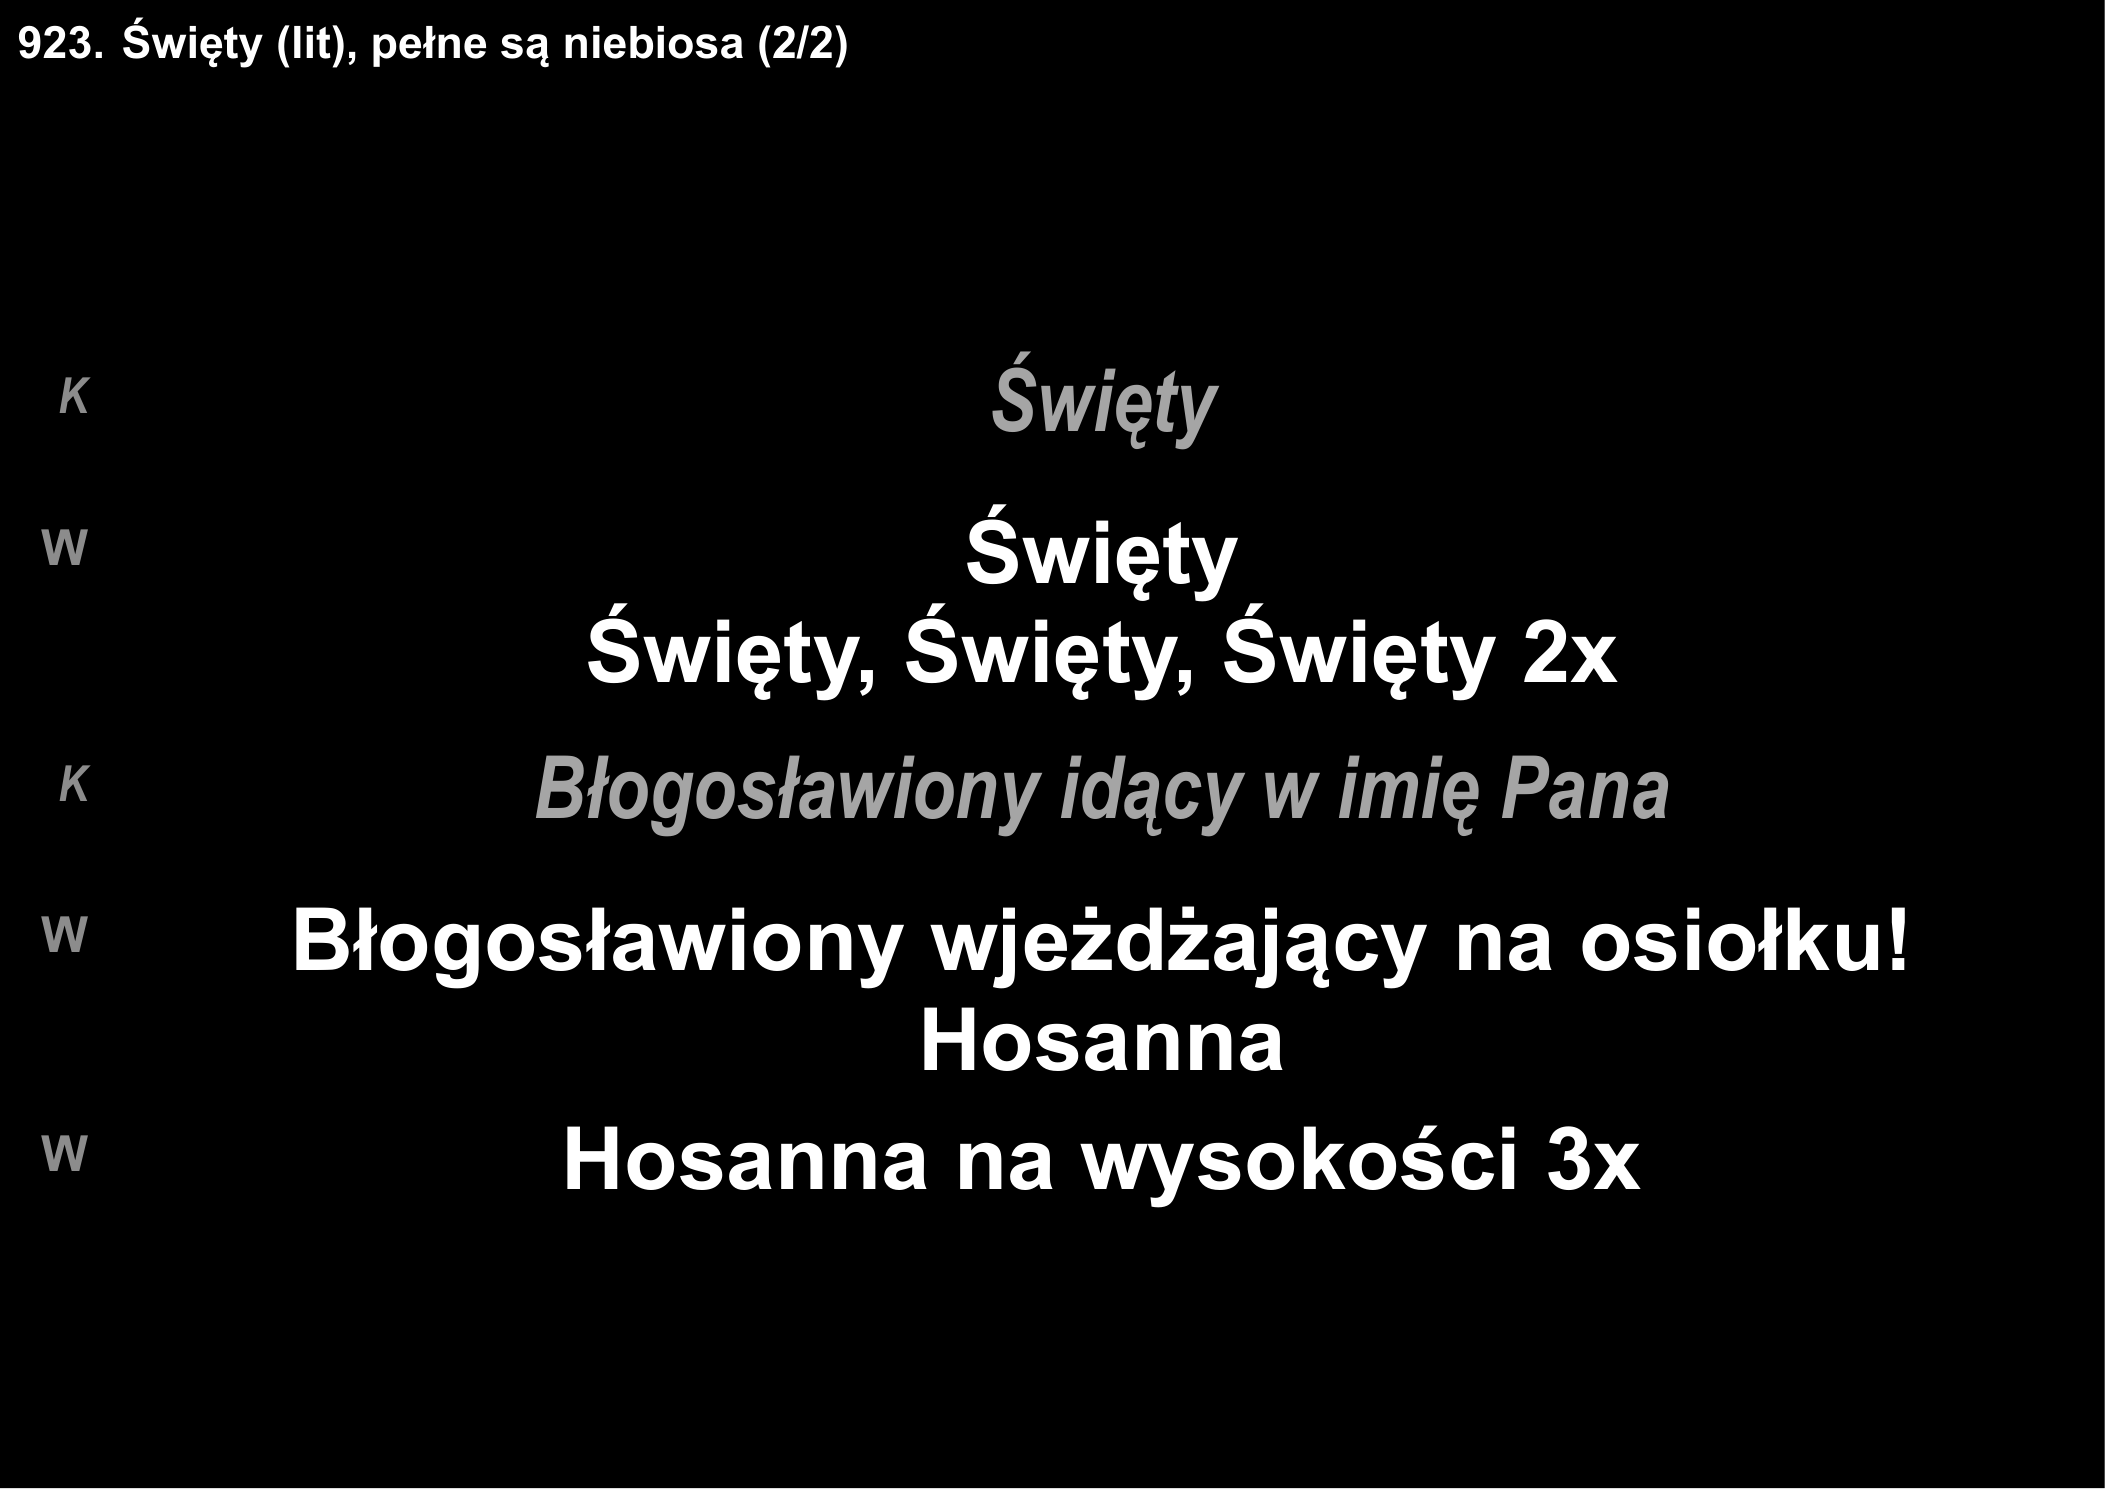 923. Święty (lit), pełne są niebiosa (2/2)
K Święty
W Święty
Święty, Święty, Święty 2x
K Błogosławiony idący w imię Pana
W Błogosławiony wjeżdżający na osiołku!
Hosanna
W Hosanna na wysokości 3x